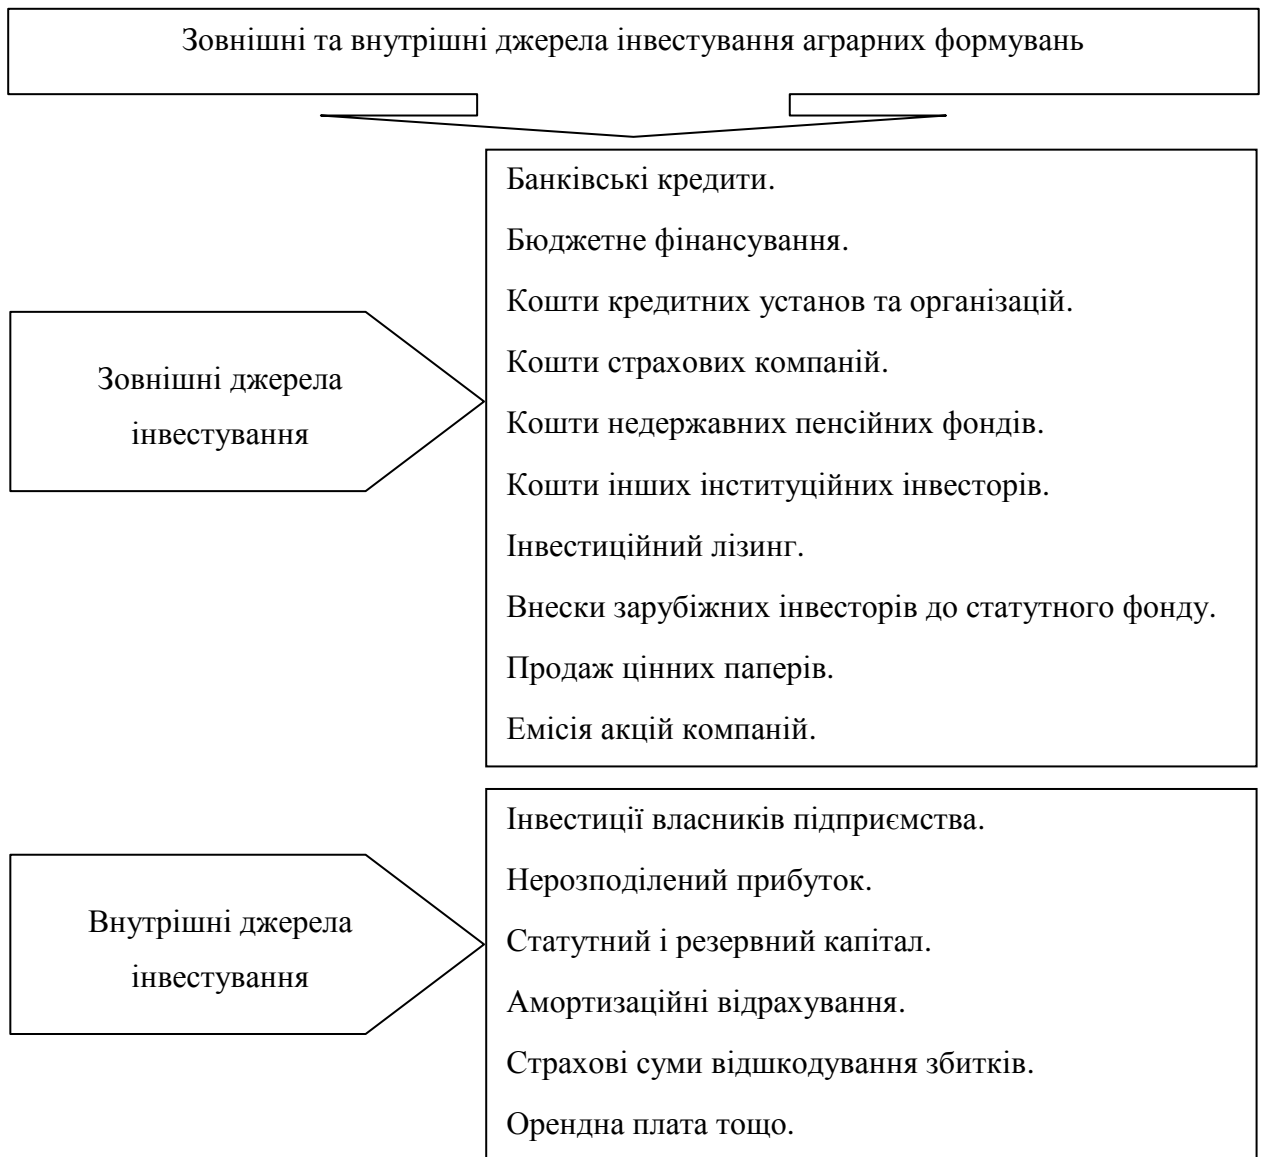 Зовнішні та внутрішні джерела інвестування аграрних формувань
Зовнішні джерела
інвестування
Банківські кредити.
Бюджетне фінансування.
Кошти кредитних установ та організацій.
Кошти страхових компаній.
Кошти недержавних пенсійних фондів.
Кошти інших інституційних інвесторів.
Інвестиційний лізинг.
Внески зарубіжних інвесторів до статутного фонду.
Продаж цінних паперів.
Емісія акцій компаній.
Внутрішні джерела
інвестування
Інвестиції власників підприємства.
Нерозподілений прибуток.
Статутний і резервний капітал.
Амортизаційні відрахування.
Страхові суми відшкодування збитків.
Орендна плата тощо.